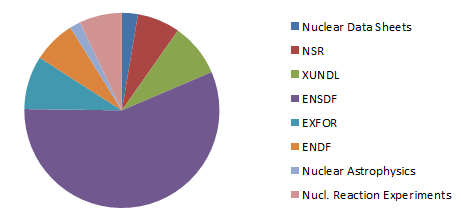 Nuclear Data Sheets
NSR
XUNDL
ENSDF
EXFOR
ENDF
Nuclear Astrophysics
Nucl. Reaction Experiments